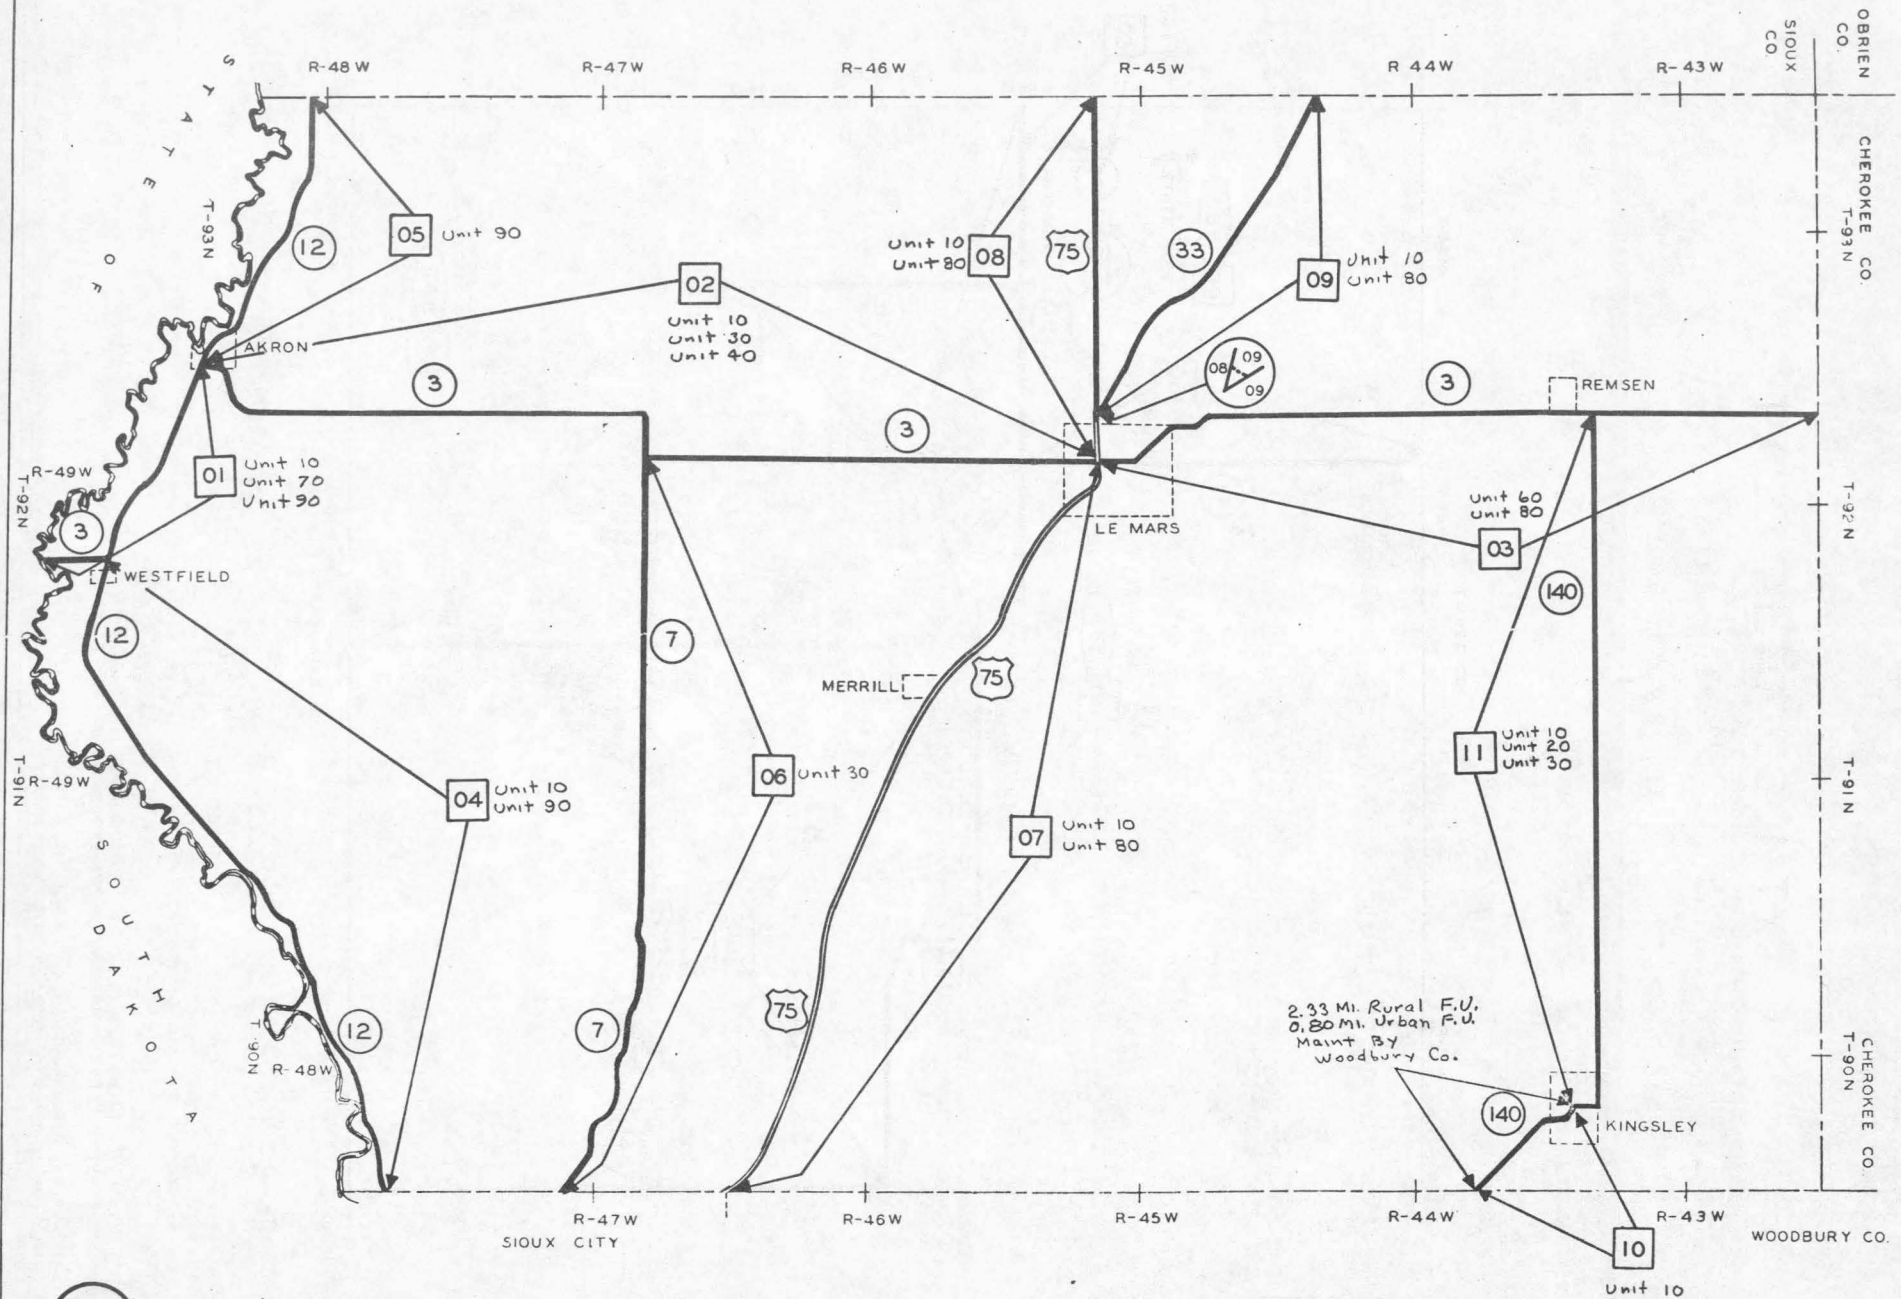 OBRIEN
CO.
SIOUX
CO.
R-48W
R-47W
R-46W
R-45W
R-44W
R-43W
STATE OF
SOUTH DAKOTA
CHEROKEE CO.
T-93N
T-93N
12
05 Unit 90
02
Unit 10
Unit 30
Unit 40
Unit 10
Unit 80
08
75
33
09
Unit 10
Unit 80
AKRON
3
3
08 09
09
3
REMSEN
R-49W
T-92N
01
Unit 10
Unit 70
Unit 90
3
WESTFIELD
12
LE MARS
Unit 60
Unit 80
03
T-92N
140
7
MERRILL
75
T-91N
R-49W
04
Unit 10
Unit 90
06 Unit 30
07
Unit 10
Unit 80
11
Unit 10
Unit 20
Unit 30
T-91N
12
T-90N
R-48W
7
75
2.33 Mi. Rural F.U.
0.80 Mi. Urban F.U.
Maint By
Woodbury Co.
140
KINGSLEY
T-90N
CHEROKEE CO.
R-47W
R-46W
R-45W
R-44W
R-43W
SIOUX CITY
WOODBURY CO.
10
Unit 10